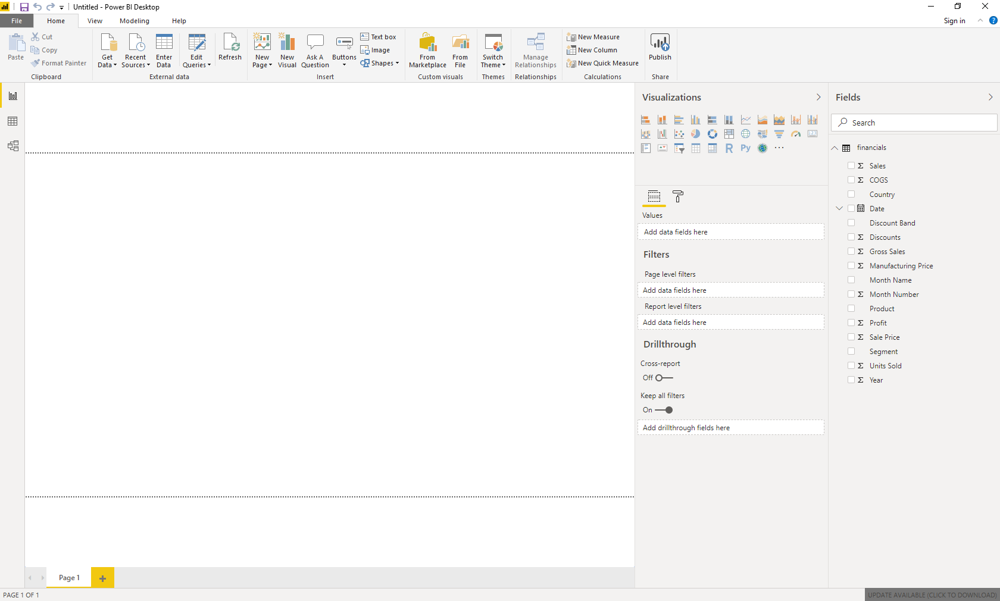 Untitled - Power BI Desktop
File Home View Modeling Help Sign in
Paste
Cut
Copy
Format Painter
Clipboard
Get Data
Recent Sources
Enter Data
Edit Queries
Refresh
External data
New Page
New Visual
Ask A Question
Buttons
Text box
Image
Shapes
Insert
From Marketplace
From File
Custom visuals
Switch Theme
Themes
Manage Relationships
Relationships
New Measure
New Column
New Quick Measure
Calculations
Publish
Share
Visualizations
R
Py
123
Values
Add data fields here
Filters
Page level filters
Add data fields here
Report level filters
Add data fields here
Drillthrough
Cross-report
Off
Keep all filters
On
Add drillthrough fields here
Fields
Search
financials
Σ Sales
Σ COGS
Country
Date
Discount Band
Σ Discounts
Σ Gross Sales
Σ Manufacturing Price
Month Name
Σ Month Number
Product
Σ Profit
Σ Sale Price
Segment
Σ Units Sold
Σ Year
Page 1
PAGE 1 OF 1
UPDATE AVAILABLE (CLICK TO DOWNLOAD)